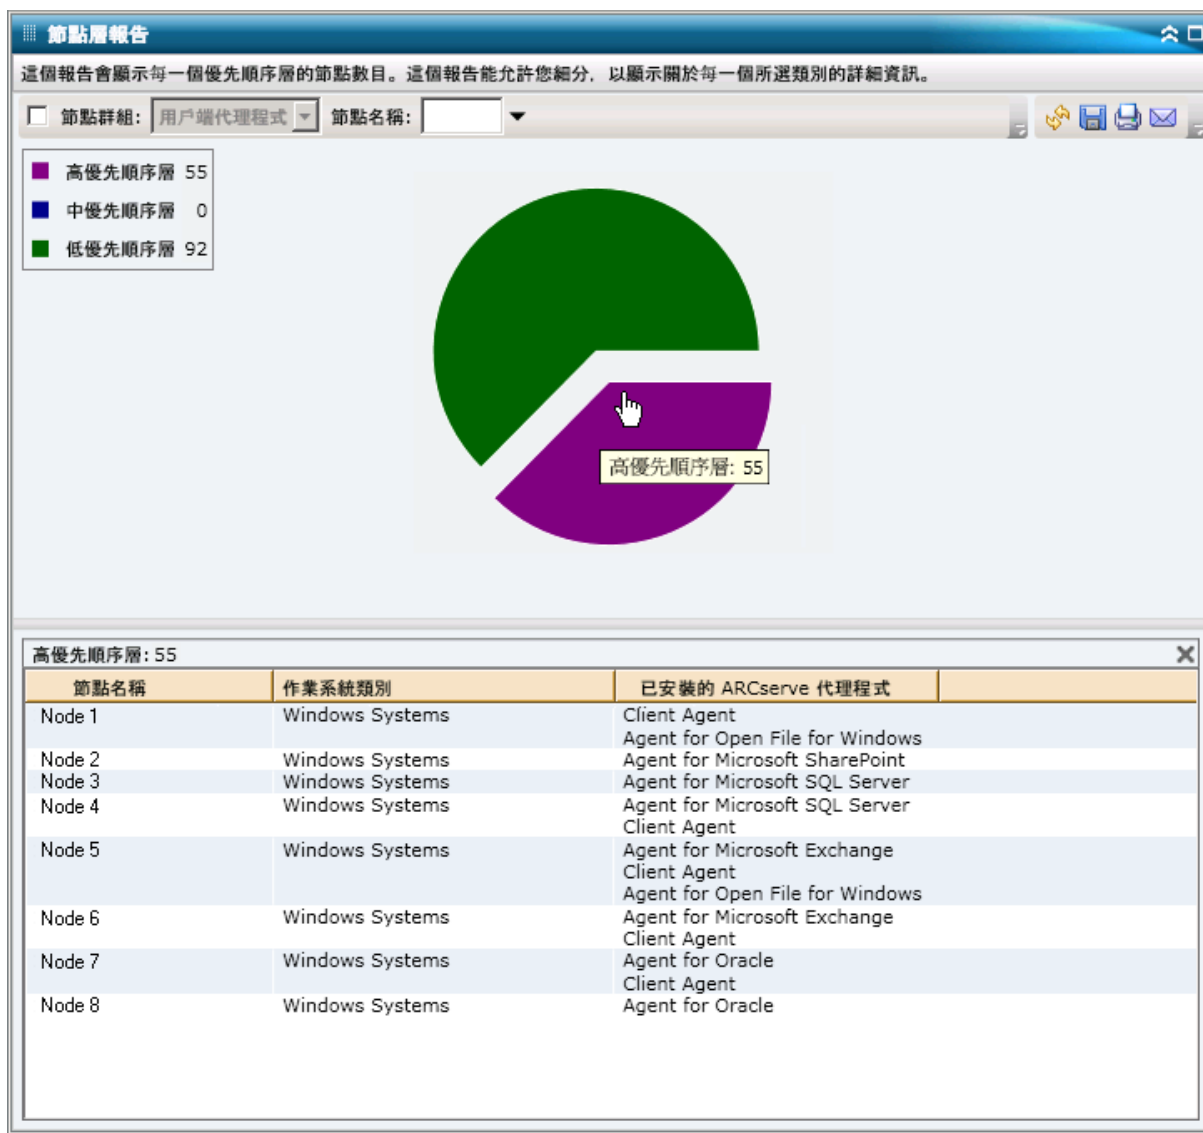 節點層報告
這個報告會顯示每一個優先順序層的節點數目。這個報告能允許您細分，以顯示關於每一個所選類別的詳細資訊。
節點群組: 用戶端代理程式 節點名稱:
高優先順序層 55
中優先順序層 0
低優先順序層 92
高優先順序層: 55
高優先順序層: 55
節點名稱 作業系統類別 已安裝的 ARCserve 代理程式
Node 1 Windows Systems Client Agent
Agent for Open File for Windows
Node 2 Windows Systems Agent for Microsoft SharePoint
Node 3 Windows Systems Agent for Microsoft SQL Server
Node 4 Windows Systems Agent for Microsoft SQL Server
Client Agent
Node 5 Windows Systems Agent for Microsoft Exchange
Client Agent
Agent for Open File for Windows
Node 6 Windows Systems Agent for Microsoft Exchange
Client Agent
Node 7 Windows Systems Agent for Oracle
Client Agent
Node 8 Windows Systems Agent for Oracle